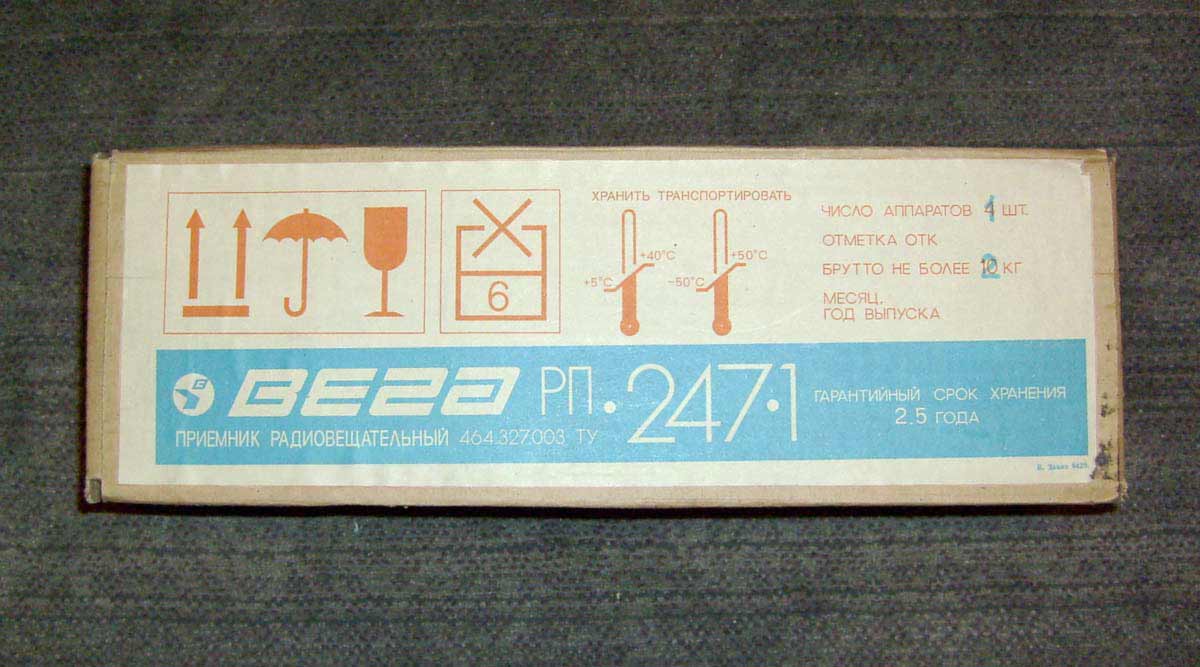 6
ХРАНИТЬ ТРАНСПОРТИРОВАТЬ
+40°С
+5°С
+50°С
-50°С
ЧИСЛО АППАРАТОВ 1 ШТ.
ОТМЕТКА ОТК
БРУТТО НЕ БОЛЕЕ 2 КГ
МЕСЯЦ,
ГОД ВЫПУСКА
ВЕГА РП·247·1
ПРИЕМНИК РАДИОВЕЩАТЕЛЬНЫЙ 464.327.003 ТУ
ГАРАНТИЙНЫЙ СРОК ХРАНЕНИЯ
2.5 ГОДА